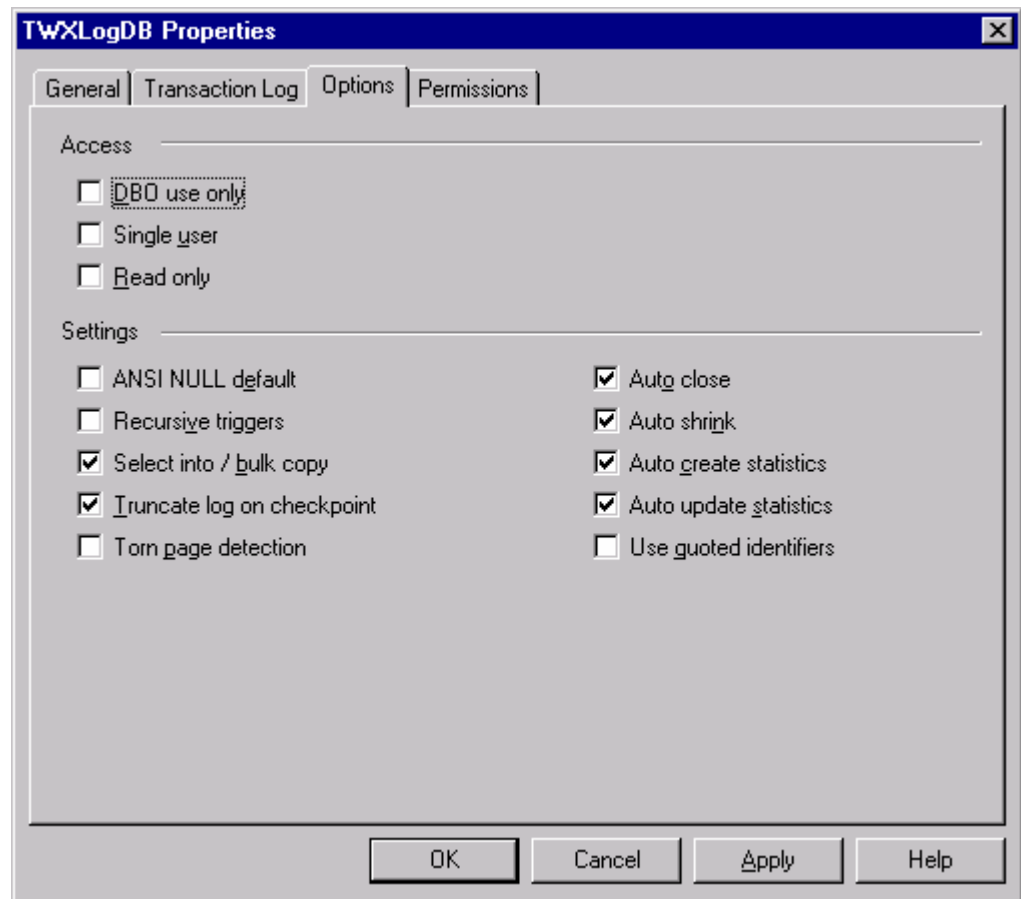 TWXLogDB Properties
General Transaction Log Options Permissions
Access
DBO use only
Single user
Read only
Settings
ANSI NULL default
Recursive triggers
Select into / bulk copy
Truncate log on checkpoint
Torn page detection
Auto close
Auto shrink
Auto create statistics
Auto update statistics
Use quoted identifiers
OK Cancel Apply Help